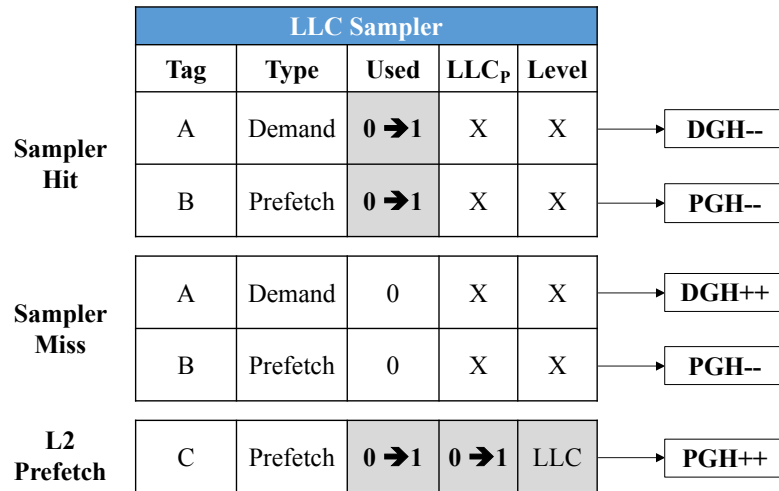 LLC Sampler
Tag Type Used LLCP Level
Sampler Hit
A Demand 0 ➔1 X X DGH--
B Prefetch 0 ➔1 X X PGH--
Sampler Miss
A Demand 0 X X DGH++
B Prefetch 0 X X PGH--
L2 Prefetch
C Prefetch 0 ➔1 0 ➔1 LLC PGH++